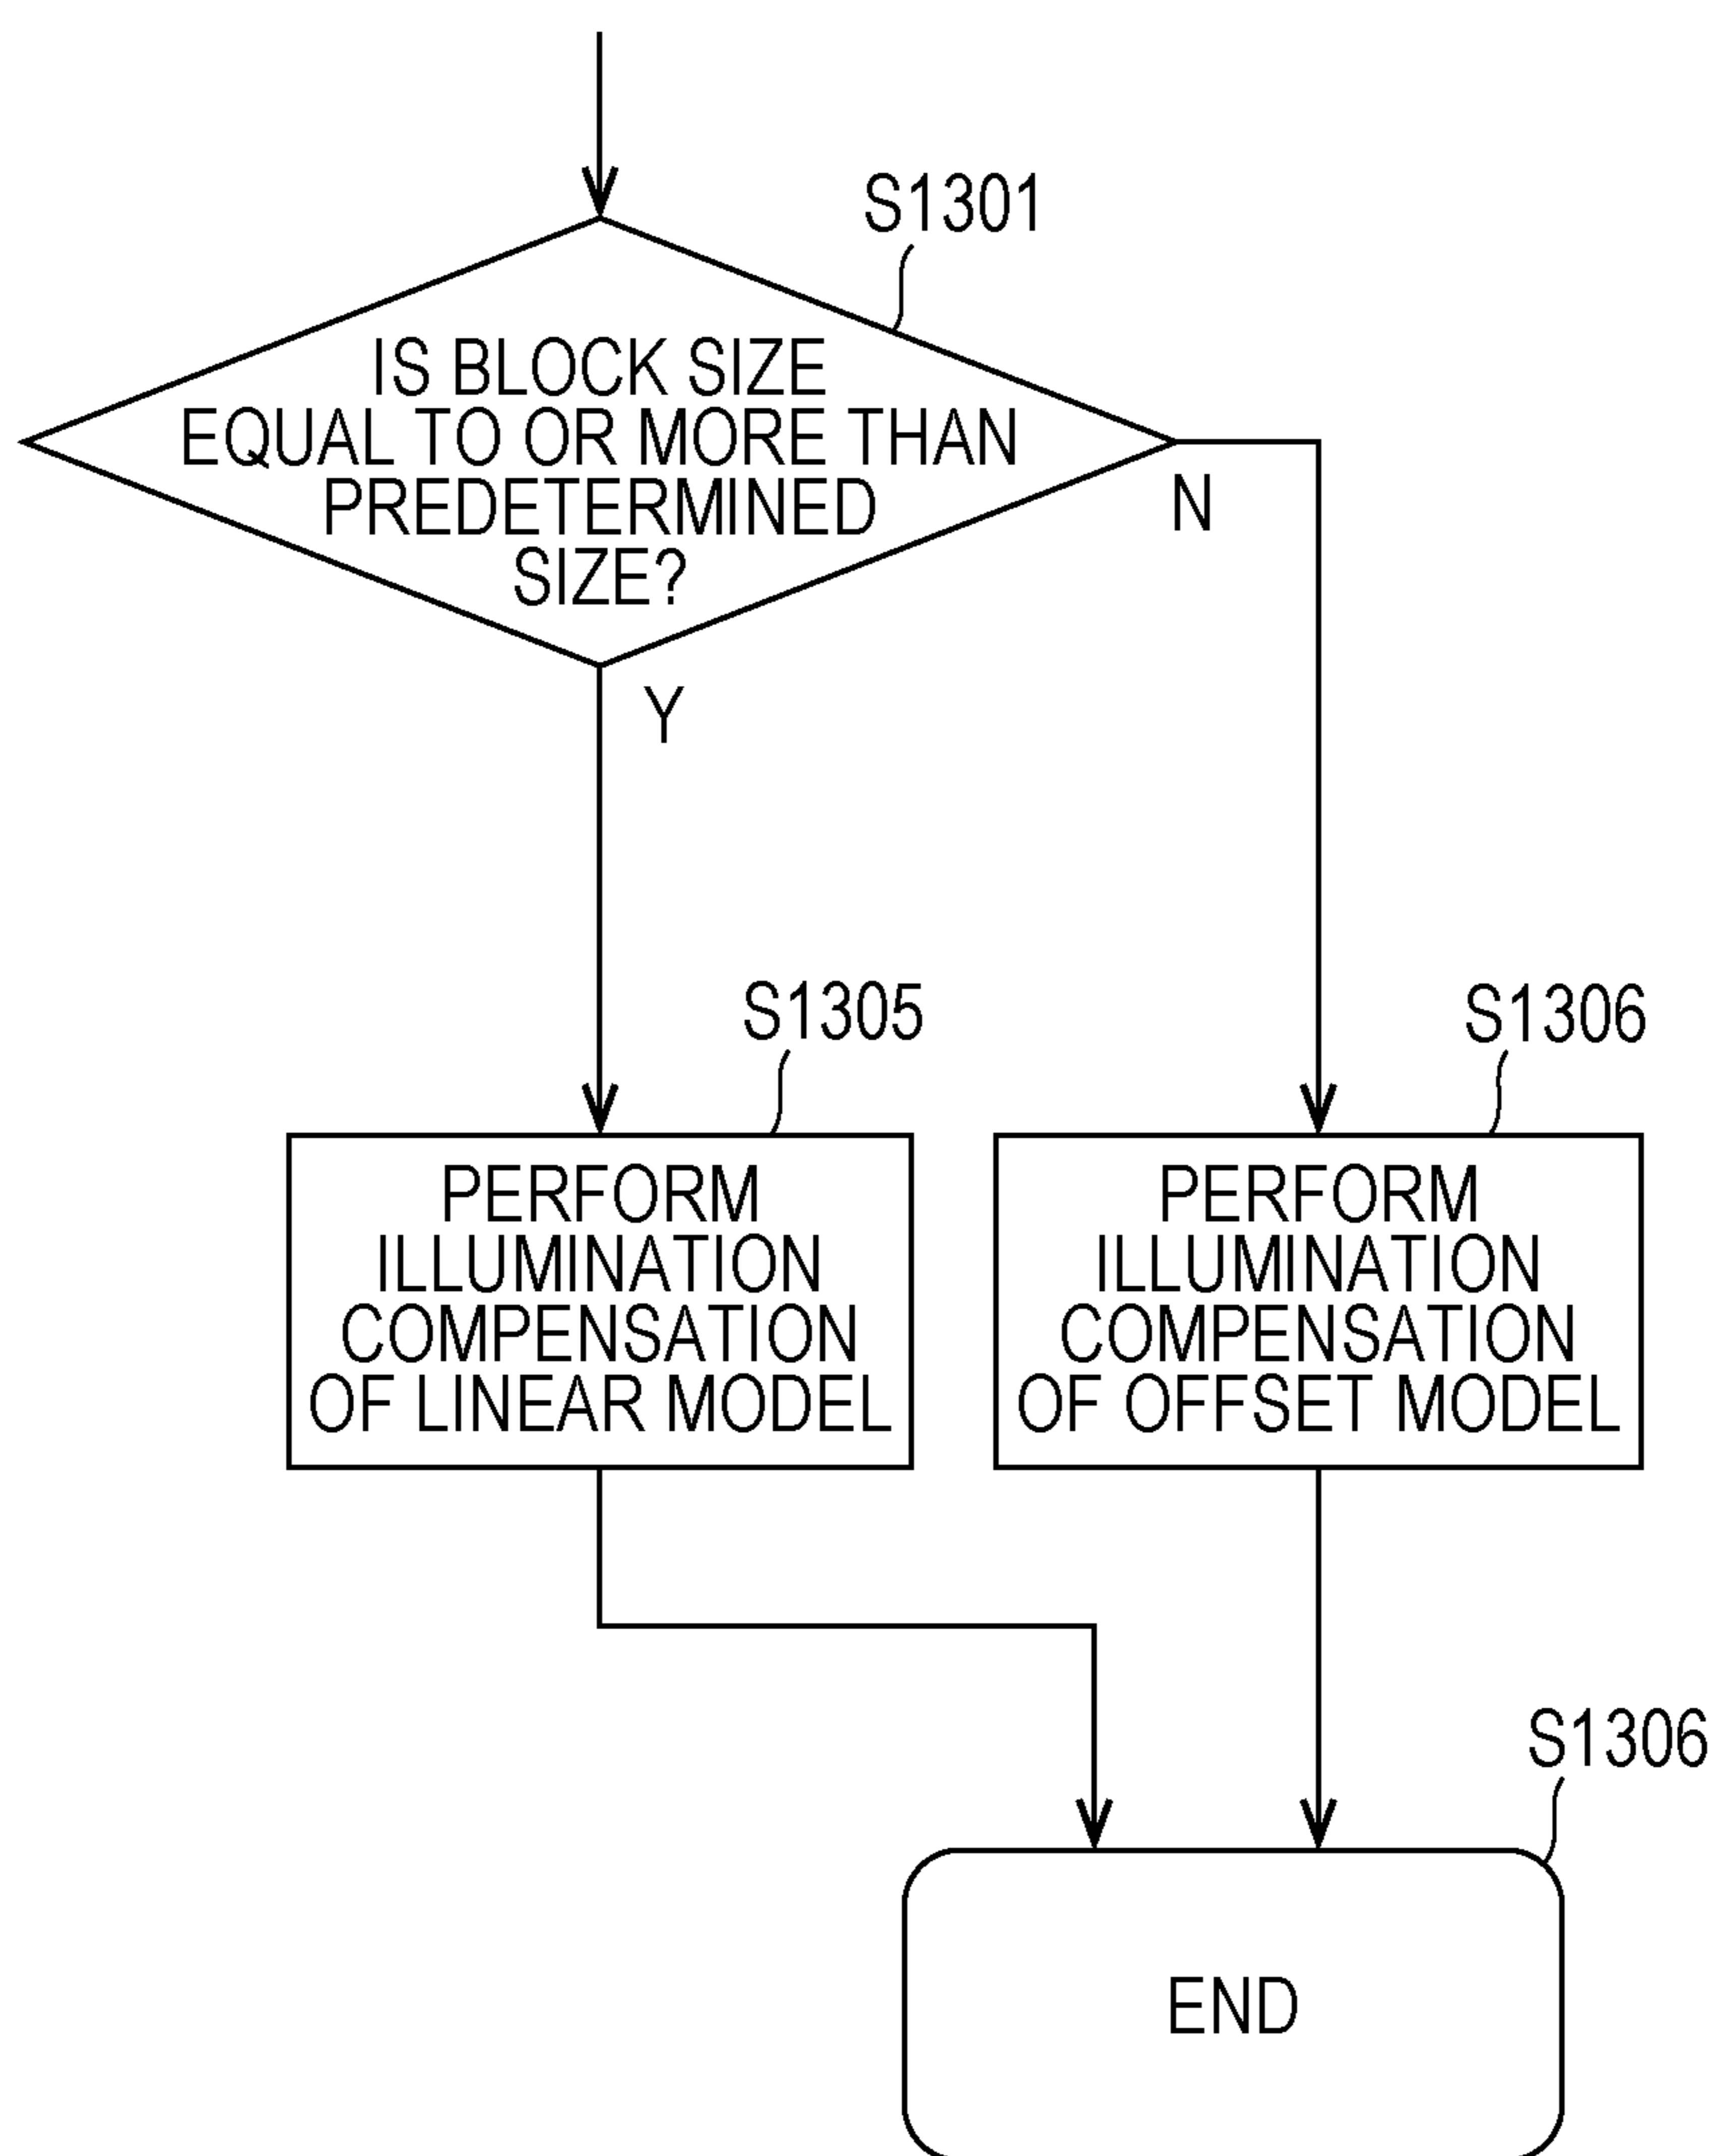 S1301
IS BLOCK SIZE
EQUAL TO OR MORE THAN
PREDETERMINED
SIZE?
N
Y
S1305
PERFORM
ILLUMINATION
COMPENSATION
OF LINEAR MODEL
S1306
PERFORM
ILLUMINATION
COMPENSATION
OF OFFSET MODEL
S1306
END